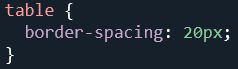 table {
  border-spacing: 20px;
}